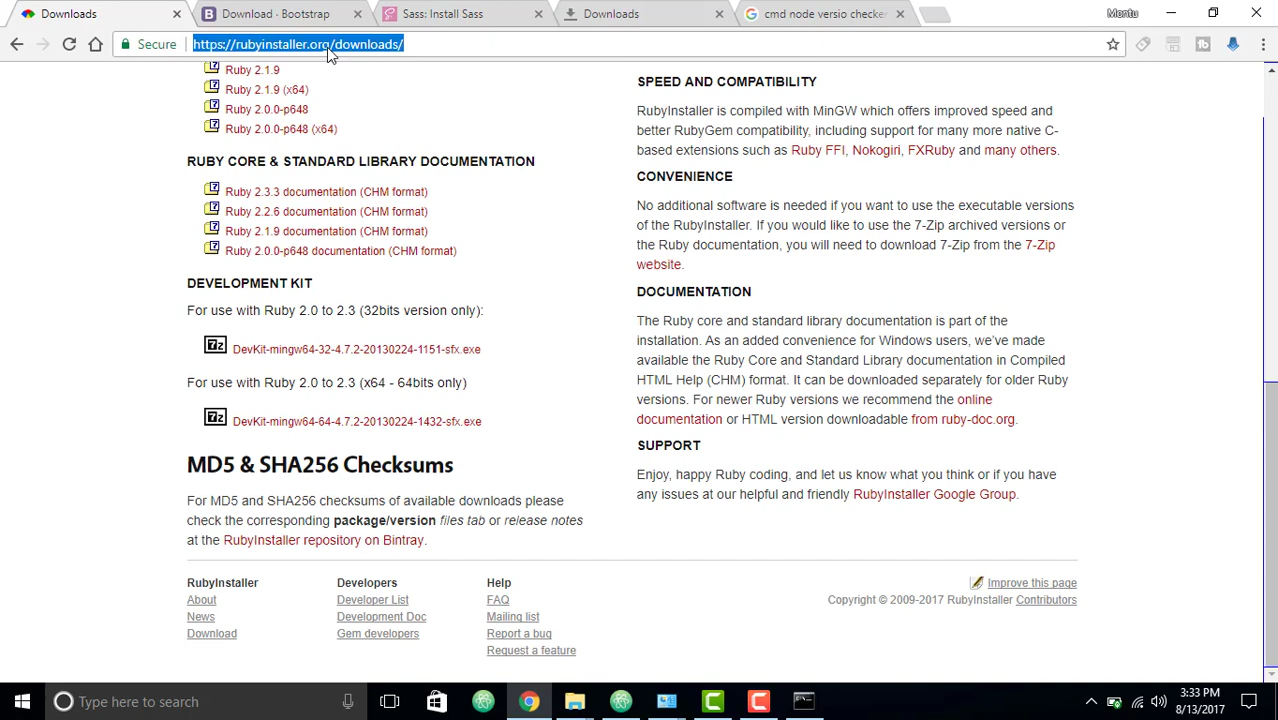 Downloads
Download · Bootstrap
Sass: Install Sass
Downloads
cmd node versio checke
Montu
Secure
https://rubyinstaller.org/downloads/
Ruby 2.1.9
Ruby 2.1.9 (x64)
Ruby 2.0.0-p648
Ruby 2.0.0-p648 (x64)
RUBY CORE & STANDARD LIBRARY DOCUMENTATION
Ruby 2.3.3 documentation (CHM format)
Ruby 2.2.6 documentation (CHM format)
Ruby 2.1.9 documentation (CHM format)
Ruby 2.0.0-p648 documentation (CHM format)
DEVELOPMENT KIT
For use with Ruby 2.0 to 2.3 (32bits version only):
7z
DevKit-mingw64-32-4.7.2-20130224-1151-sfx.exe
For use with Ruby 2.0 to 2.3 (x64 - 64bits only)
7z
DevKit-mingw64-64-4.7.2-20130224-1432-sfx.exe
MD5 & SHA256 Checksums
For MD5 and SHA256 checksums of available downloads please
check the corresponding package/version files tab or release notes
at the RubyInstaller repository on Bintray.
SPEED AND COMPATIBILITY
RubyInstaller is compiled with MinGW which offers improved speed and
better RubyGem compatibility, including support for many more native C-
based extensions such as Ruby FFI, Nokogiri, FXRuby and many others.
CONVENIENCE
No additional software is needed if you want to use the executable versions
of the RubyInstaller. If you would like to use the 7-Zip archived versions or
the Ruby documentation, you will need to download 7-Zip from the 7-Zip
website.
DOCUMENTATION
The Ruby core and standard library documentation is part of the
installation. As an added convenience for Windows users, we've made
available the Ruby Core and Standard Library documentation in Compiled
HTML Help (CHM) format. It can be downloaded separately for older Ruby
versions. For newer Ruby versions we recommend the online
documentation or HTML version downloadable from ruby-doc.org.
SUPPORT
Enjoy, happy Ruby coding, and let us know what you think or if you have
any issues at our helpful and friendly RubyInstaller Google Group.
RubyInstaller
About
News
Download
Developers
Developer List
Development Doc
Gem developers
Help
FAQ
Mailing list
Report a bug
Request a feature
Improve this page
Copyright © 2009-2017 RubyInstaller Contributors
Type here to search
3:33 PM
8/13/2017